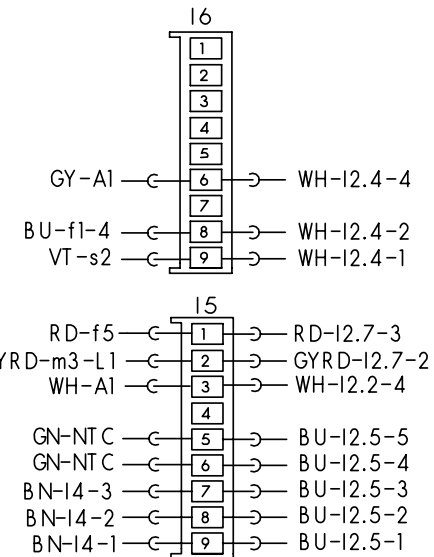 I6
1
2
3
4
5
GY-A1 6 WH-I2.4-4
7
BU-f1-4 8 WH-I2.4-2
VT-s2 9 WH-I2.4-1
I5
RD-f5 1 RD-I2.7-3
YRD-m3-L1 2 GYRD-I2.7-2
WH-A1 3 WH-I2.2-4
4
GN-NTC 5 BU-I2.5-5
GN-NTC 6 BU-I2.5-4
BN-I4-3 7 BU-I2.5-3
BN-I4-2 8 BU-I2.5-2
BN-I4-1 9 BU-I2.5-1